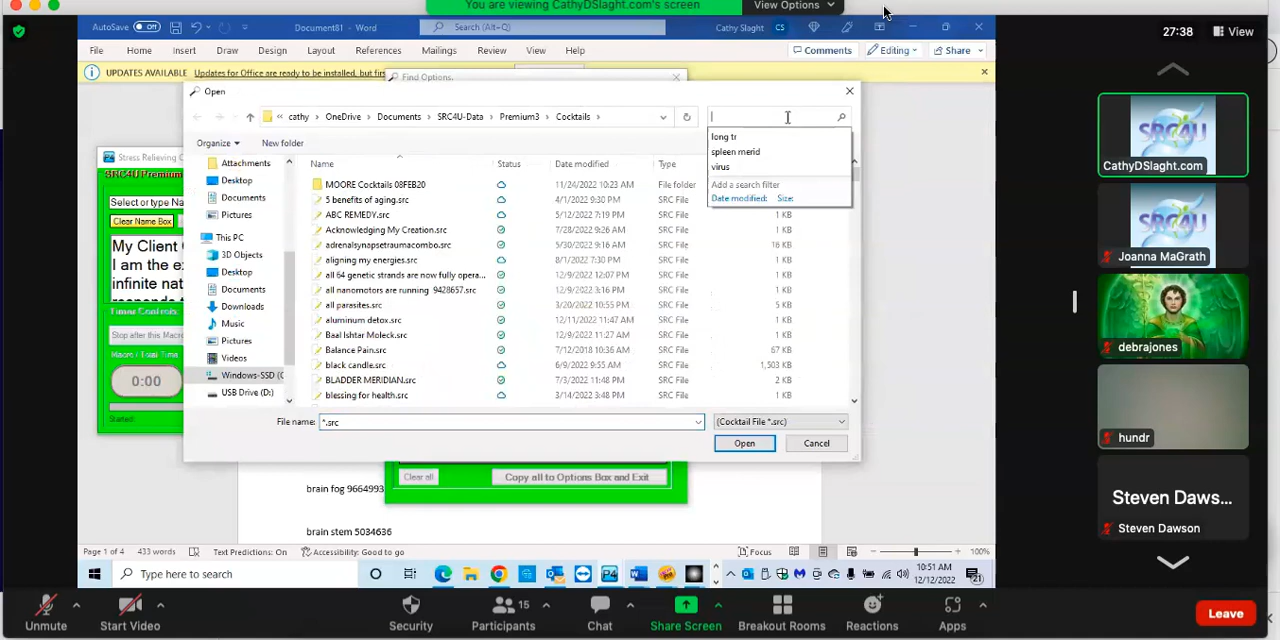 You are viewing CathyDSlaght.com's screen
View Options
AutoSave
Off
Document81 - Word
Search (Alt+Q)
Cathy Slaght
CS
27:38
View
File
Home
Insert
Draw
Design
Layout
References
Mailings
Review
View
Help
Comments
Editing
Share
UPDATES AVAILABLE
Updates for Office are ready to be installed, but firs
Find Options.
Open
cathy
OneDrive
Documents
SRC4U-Data
Premium3
Cocktails
Organize
New folder
long tr
spleen merid
virus
Add a search filter
Date modified:
Size:
Stress Relieving C
SRC4U Premium
Select or type Na
Clear Name Box
My Client
I am the e
infinite nat
Timer Control
Stop after this Macro
Macro / Total Time
0:00
Started:
Attachments
Desktop
Documents
Pictures
This PC
3D Objects
Desktop
Documents
Downloads
Music
Pictures
Videos
Windows-SSD (C
USB Drive (D:)
Name
Status
Date modified
Type
MOORE Cocktails 08FEB20
11/24/2022 10:23 AM
File folder
5 benefits of aging.src
4/1/2022 9:30 PM
SRC File
ABC REMEDY.src
5/12/2022 7:19 PM
SRC File
1 KB
Acknowledging My Creation.src
7/28/2022 9:26 AM
SRC File
1 KB
adrenalsynapsetraumacombo.src
5/30/2022 9:16 AM
SRC File
16 KB
aligning my energies.src
8/1/2022 7:30 PM
SRC File
1 KB
all 64 genetic strands are now fully opera...
12/9/2022 12:07 PM
SRC File
1 KB
all nanomotors are running 9428657.src
12/9/2022 3:16 PM
SRC File
1 KB
all parasites.src
3/20/2022 10:55 PM
SRC File
5 KB
aluminum detox.src
12/11/2022 11:47 AM
SRC File
1 KB
Baal Ishtar Moleck.src
12/9/2022 11:27 AM
SRC File
1 KB
Balance Pain.src
7/12/2018 10:36 AM
SRC File
67 KB
black candle.src
6/9/2022 9:55 AM
SRC File
1,503 KB
BLADDER MERIDIAN.src
7/3/2022 11:48 PM
SRC File
2 KB
blessing for health.src
3/14/2022 3:48 PM
SRC File
1 KB
File name:
*.src
(Cocktail File *.src)
Open
Cancel
Clear all
Copy all to Options Box and Exit
brain fog 9664993
brain stem 5034636
Page 1 of 4
433 words
Text Predictions: On
Accessibility: Good to go
Focus
100%
Type here to search
10:51 AM
12/12/2022
21
SRC4U
CathyDSlaght.com
SRC4U
Joanna MaGrath
debrajones
hundr
Steven Daws...
Steven Dawson
Unmute
Start Video
Security
15
Participants
Chat
Share Screen
Breakout Rooms
Reactions
Apps
Leave